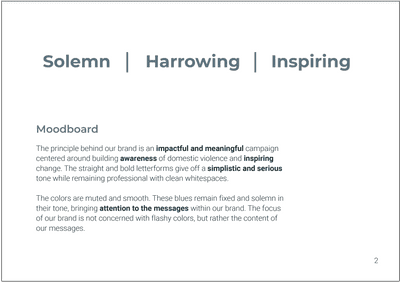 Solemn | Harrowing | Inspiring
Moodboard
The principle behind our brand is an impactful and meaningful campaign
centered around building awareness of domestic violence and inspiring
change. The straight and bold letterforms give off a simplistic and serious
tone while remaining professional with clean whitespaces.
The colors are muted and smooth. These blues remain fixed and solemn in
their tone, bringing attention to the messages within our brand. The focus
of our brand is not concerned with flashy colors, but rather the content of
our messages.
2